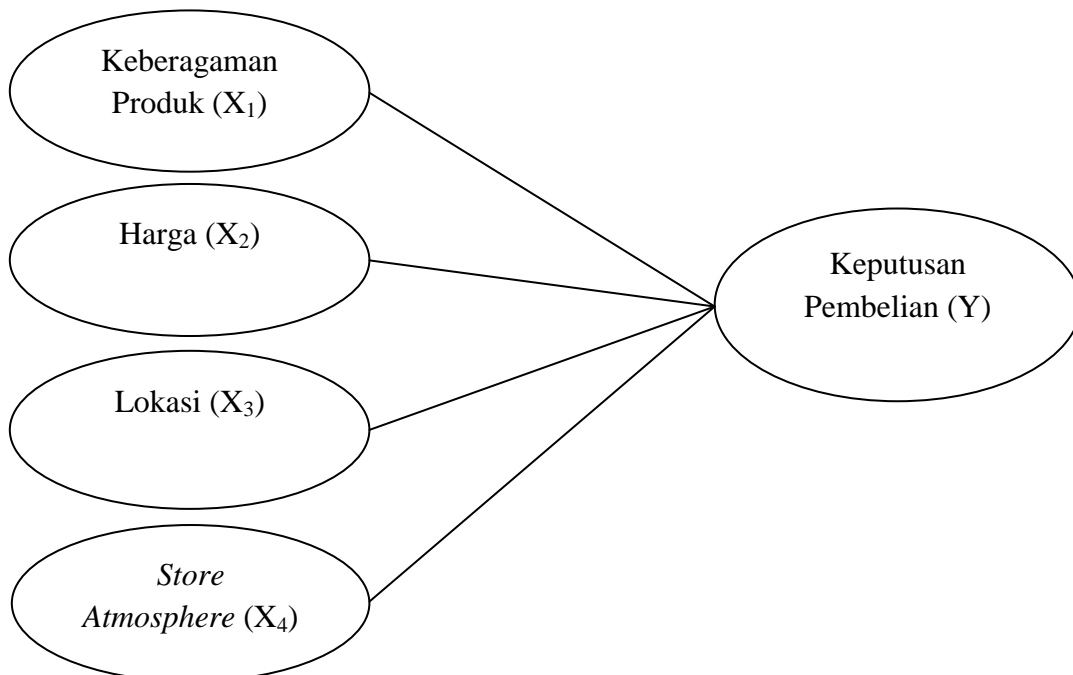 Keberagaman
Produk (X₁)
Harga (X₂)
Lokasi (X₃)
Store
Atmosphere (X₄)
Keputusan
Pembelian (Y)